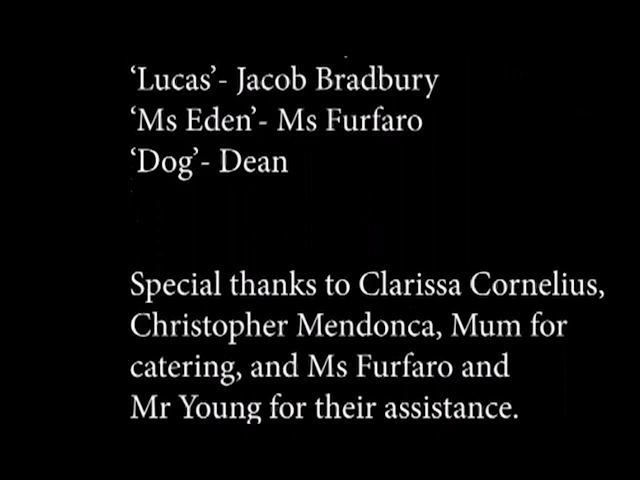 ‘Lucas’- Jacob Bradbury
‘Ms Eden’- Ms Furfaro
‘Dog’- Dean
Special thanks to Clarissa Cornelius,
Christopher Mendonca, Mum for
catering, and Ms Furfaro and
Mr Young for their assistance.